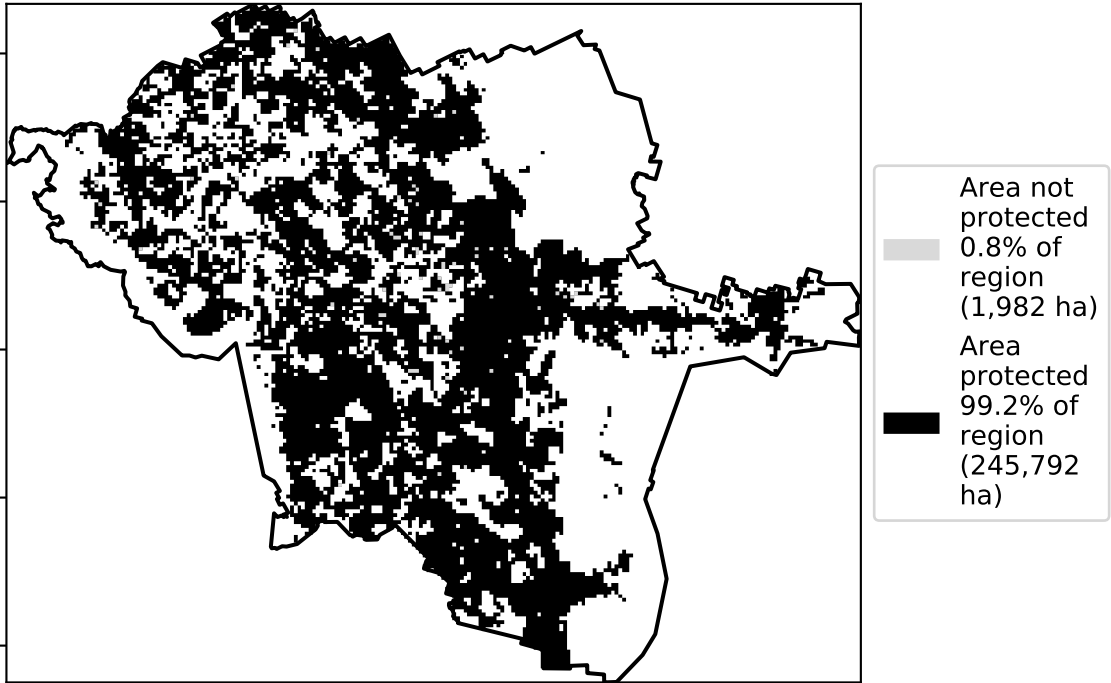 Area not
protected
0.8% of
region
(1,982 ha)
Area
protected
99.2% of
region
(245,792
ha)